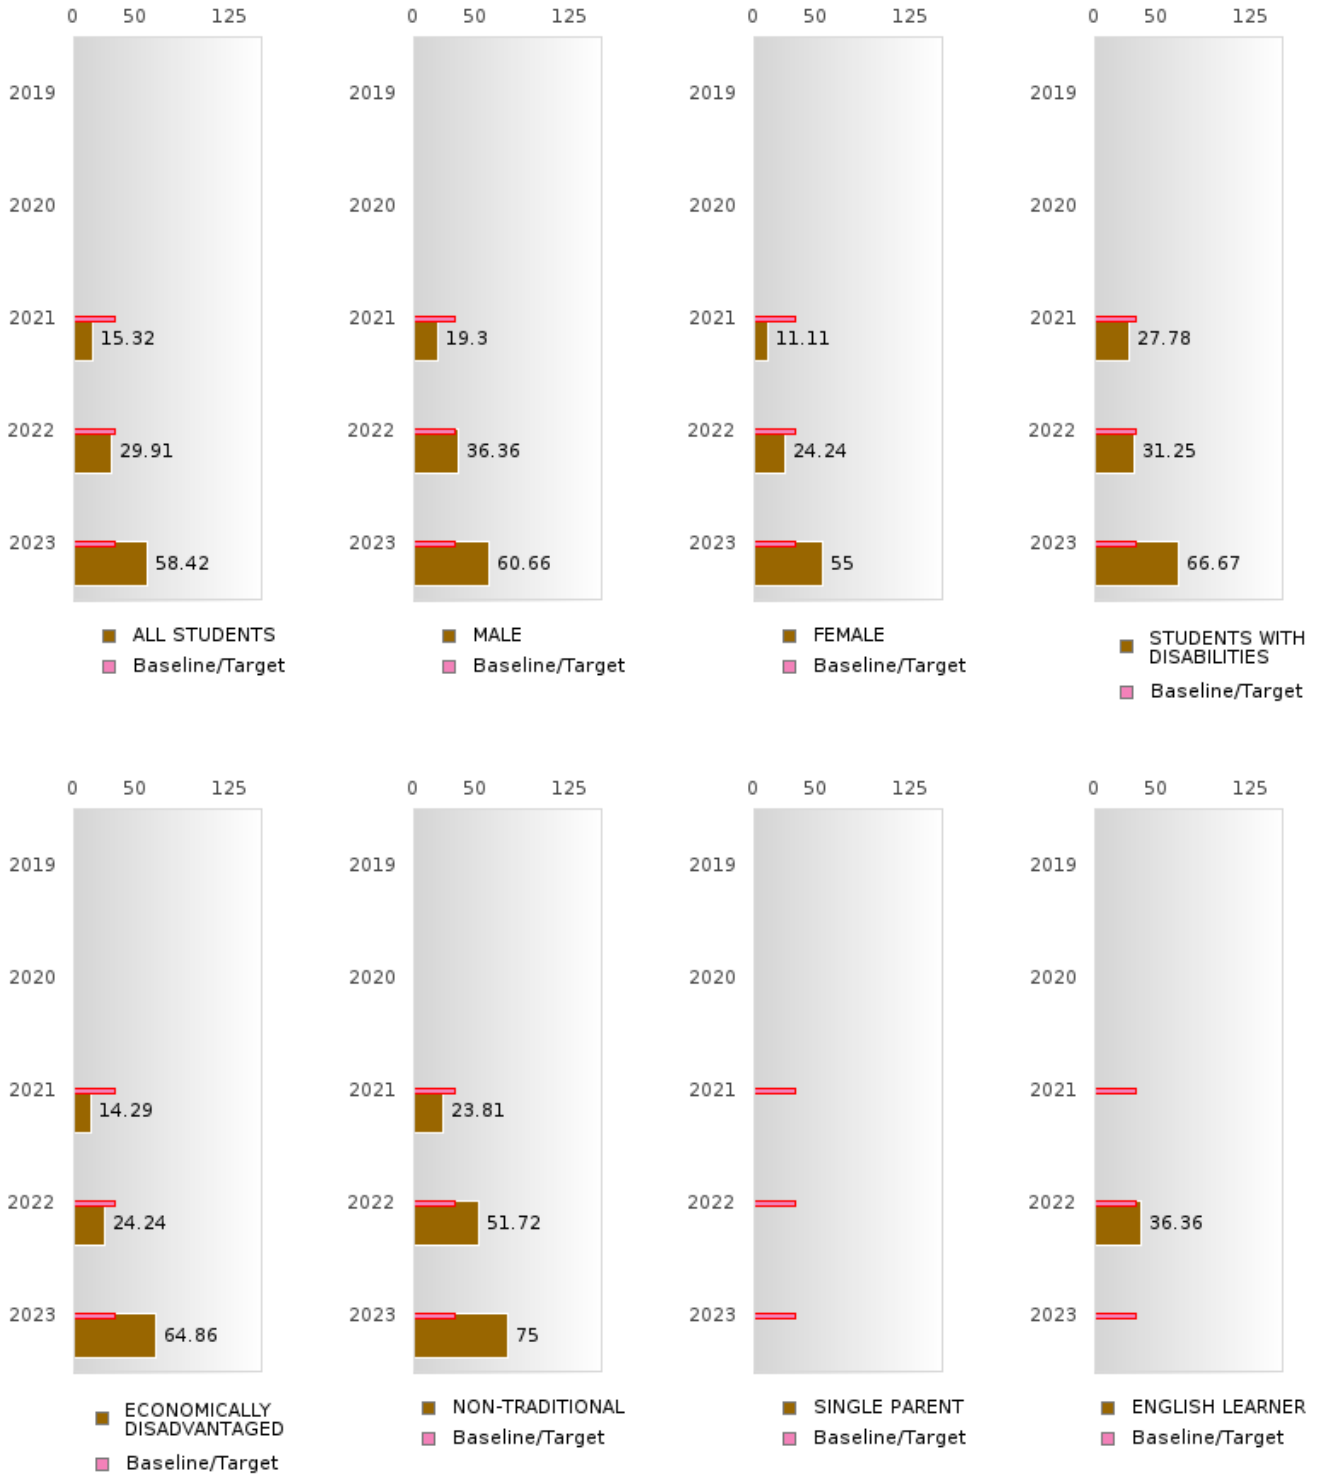 0 50 125
2019
2020
2021
15.32
2022
29.91
2023
58.42
ALL STUDENTS
Baseline/Target
0 50 125
2019
2020
2021
19.3
2022
36.36
2023
60.66
MALE
Baseline/Target
0 50 125
2019
2020
2021
11.11
2022
24.24
2023
55
FEMALE
Baseline/Target
0 50 125
2019
2020
2021
27.78
2022
31.25
2023
66.67
STUDENTS WITH
DISABILITIES
Baseline/Target
0 50 125
2019
2020
2021
14.29
2022
24.24
2023
64.86
ECONOMICALLY
DISADVANTAGED
Baseline/Target
0 50 125
2019
2020
2021
23.81
2022
51.72
2023
75
NON-TRADITIONAL
Baseline/Target
0 50 125
2019
2020
2021
2022
2023
SINGLE PARENT
Baseline/Target
0 50 125
2019
2020
2021
2022
36.36
2023
ENGLISH LEARNER
Baseline/Target